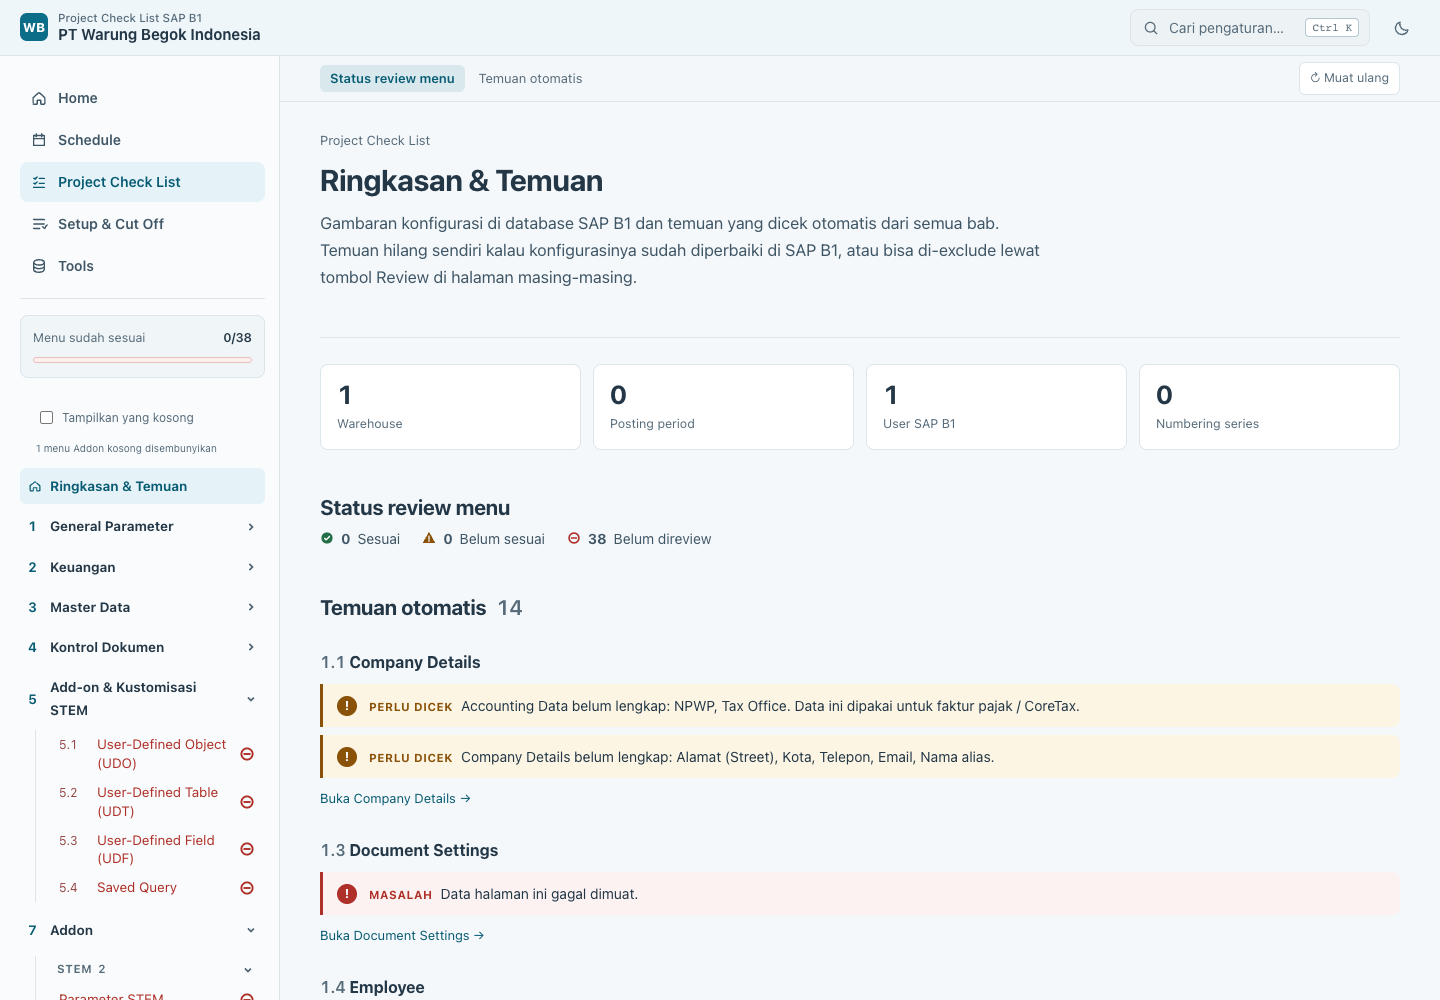 WB
Project Check List SAP B1
PT Warung Begok Indonesia
Cari pengaturan...
Ctrl K
Home
Schedule
Project Check List
Setup & Cut Off
Tools
Menu sudah sesuai
0/38
Tampilkan yang kosong
1 menu Addon kosong disembunyikan
Ringkasan & Temuan
1 General Parameter
2 Keuangan
3 Master Data
4 Kontrol Dokumen
5 Add-on & Kustomisasi
STEM
5.1 User-Defined Object
(UDO)
5.2 User-Defined Table
(UDT)
5.3 User-Defined Field
(UDF)
5.4 Saved Query
7 Addon
STEM 2
Parameter STEM
Status review menu
Temuan otomatis
Muat ulang
Project Check List
Ringkasan & Temuan
Gambaran konfigurasi di database SAP B1 dan temuan yang dicek otomatis dari semua bab.
Temuan hilang sendiri kalau konfigurasinya sudah diperbaiki di SAP B1, atau bisa di-exclude lewat
tombol Review di halaman masing-masing.
1
Warehouse
0
Posting period
1
User SAP B1
0
Numbering series
Status review menu
0 Sesuai
0 Belum sesuai
38 Belum direview
Temuan otomatis 14
1.1 Company Details
PERLU DICEK Accounting Data belum lengkap: NPWP, Tax Office. Data ini dipakai untuk faktur pajak / CoreTax.
PERLU DICEK Company Details belum lengkap: Alamat (Street), Kota, Telepon, Email, Nama alias.
Buka Company Details →
1.3 Document Settings
MASALAH Data halaman ini gagal dimuat.
Buka Document Settings →
1.4 Employee